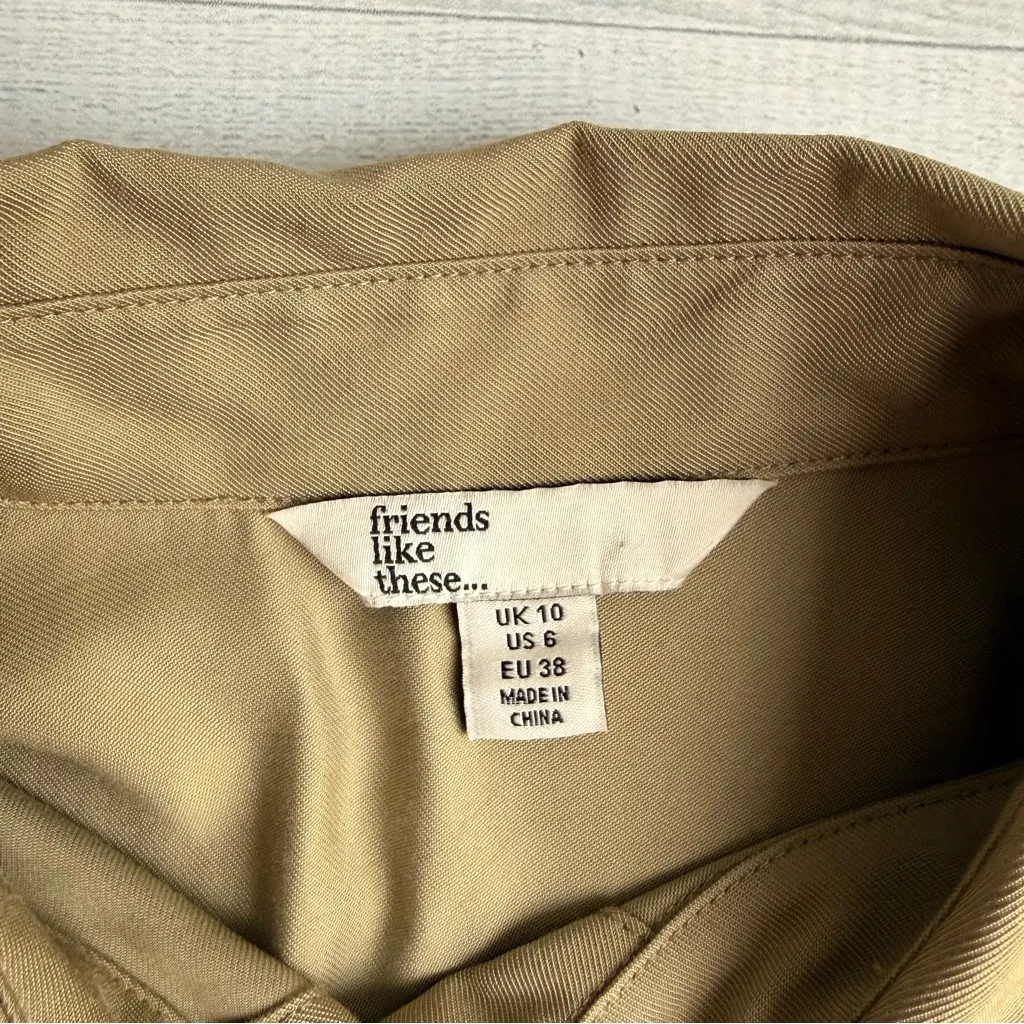 friends
like
these...
UK 10
US 6
EU 38
MADE IN
CHINA